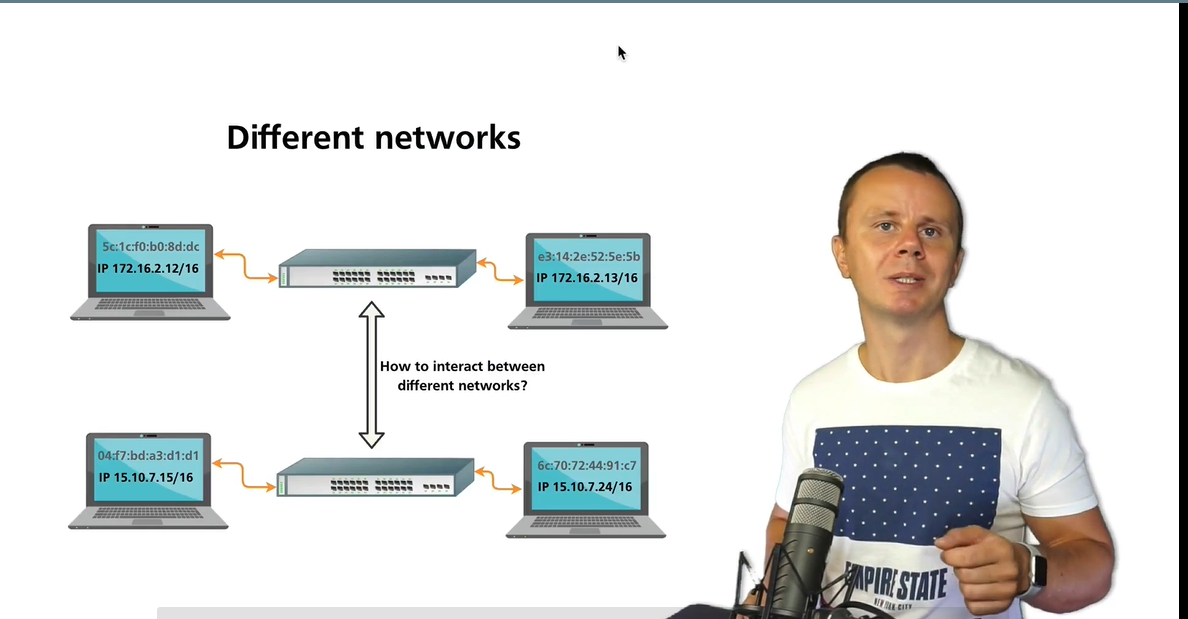 Different networks
5c:1c:f0:b0:8d:dc
IP 172.16.2.12/16
e3:14:2e:52:5e:5b
IP 172.16.2.13/16
How to interact between
different networks?
04:f7:bd:a3:d1:d1
IP 15.10.7.15/16
6c:70:72:44:91:c7
IP 15.10.7.24/16
EMPIRE STATE
NEW YORK CITY